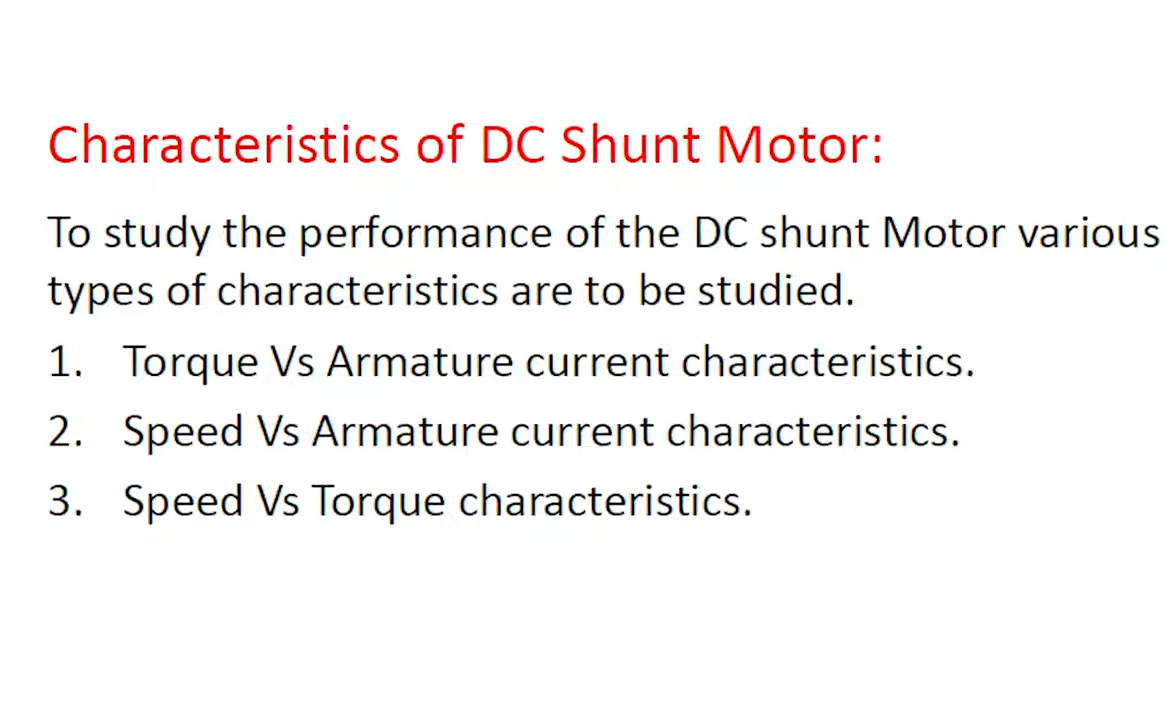 Characteristics of DC Shunt Motor:
To study the performance of the DC shunt Motor various
types of characteristics are to be studied.
1. Torque Vs Armature current characteristics.
2. Speed Vs Armature current characteristics.
3. Speed Vs Torque characteristics.